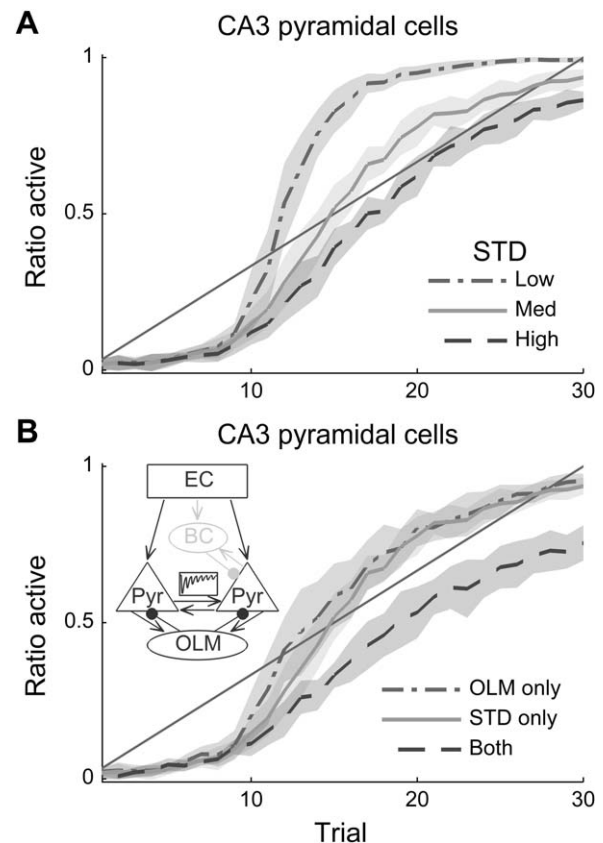 A
CA3 pyramidal cells
1
0.5
0
Ratio active
STD
Low
Med
High
10
20
30
B
CA3 pyramidal cells
1
0.5
0
Ratio active
EC
BC
Pyr
Pyr
OLM
OLM only
STD only
Both
10
20
30
Trial